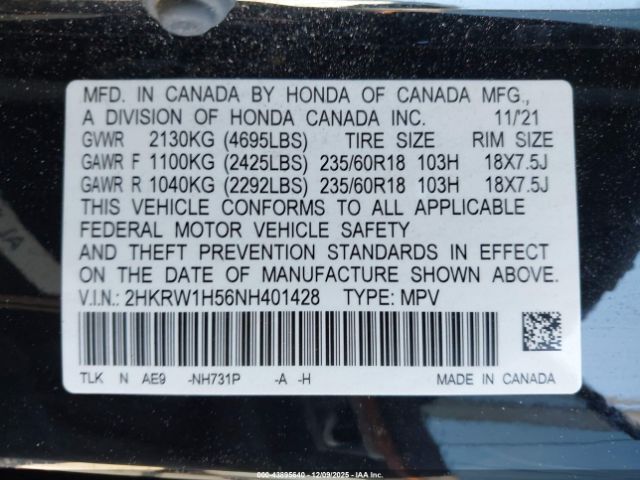 MFD. IN CANADA BY HONDA OF CANADA MFG.,
A DIVISION OF HONDA CANADA INC. 11/'21
GVWR 2130KG (4695LBS) TIRE SIZE RIM SIZE
GAWR F 1100KG (2425LBS) 235/60R18 103H 18X7.5J
GAWR R 1040KG (2292LBS) 235/60R18 103H 18X7.5J
THIS VEHICLE CONFORMS TO ALL APPLICABLE
FEDERAL MOTOR VEHICLE SAFETY
AND THEFT PREVENTION STANDARDS IN EFFECT
ON THE DATE OF MANUFACTURE SHOWN ABOVE.
V.I.N.: 2HKRW1H56NH401428 TYPE: MPV
TLK N AE9 -NH731P -A -H MADE IN CANADA
000-43895640 | 12/09/2025 | IAA Inc.